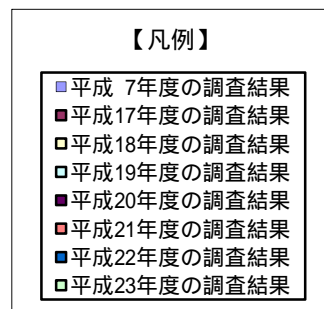 【凡例】
平成 7年度の調査結果
平成17年度の調査結果
平成18年度の調査結果
平成19年度の調査結果
平成20年度の調査結果
平成21年度の調査結果
平成22年度の調査結果
平成23年度の調査結果